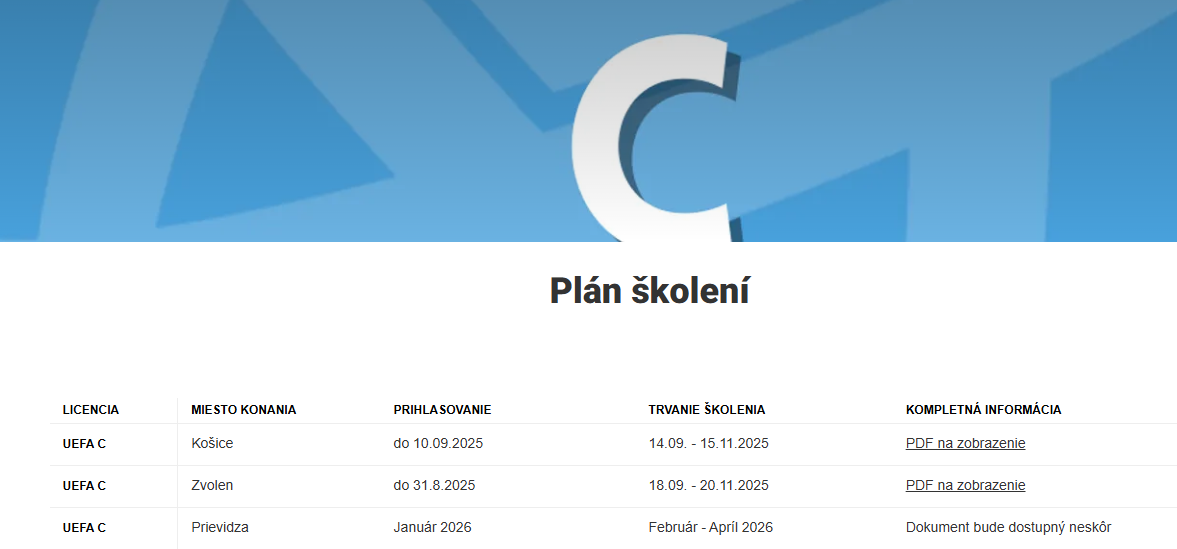 C
Plán školení
LICENCIA MIESTO KONANIA PRIHLASOVANIE TRVANIE ŠKOLENIA KOMPLETNÁ INFORMÁCIA
UEFA C Košice do 10.09.2025 14.09. - 15.11.2025 PDF na zobrazenie
UEFA C Zvolen do 31.8.2025 18.09. - 20.11.2025 PDF na zobrazenie
UEFA C Prievidza Január 2026 Február - Apríl 2026 Dokument bude dostupný neskôr